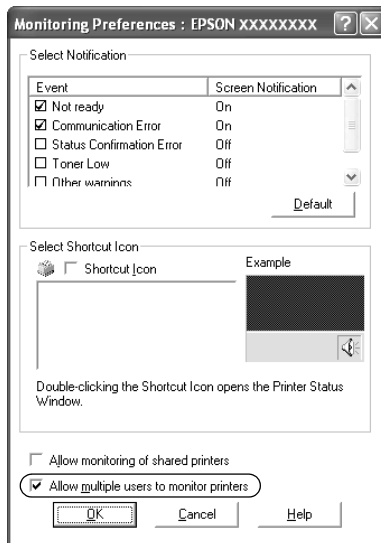 Monitoring Preferences : EPSON XXXXXXXX
Select Notification
Event Screen Notification
Not ready On
Communication Error On
Status Confirmation Error Off
Toner Low Off
Other warnings Off
Default
Select Shortcut Icon
Shortcut Icon
Example
Double-clicking the Shortcut Icon opens the Printer Status
Window.
Allow monitoring of shared printers
Allow multiple users to monitor printers
OK Cancel Help